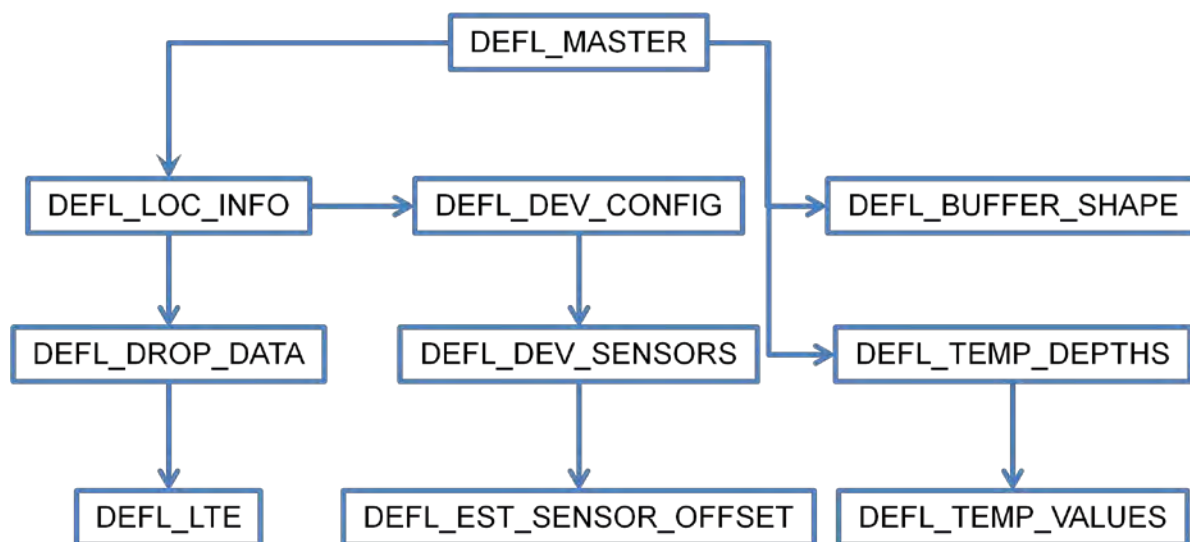 DEFL_MASTER
DEFL_LOC_INFO
DEFL_DEV_CONFIG
DEFL_BUFFER_SHAPE
DEFL_DROP_DATA
DEFL_DEV_SENSORS
DEFL_TEMP_DEPTHS
DEFL_LTE
DEFL_EST_SENSOR_OFFSET
DEFL_TEMP_VALUES